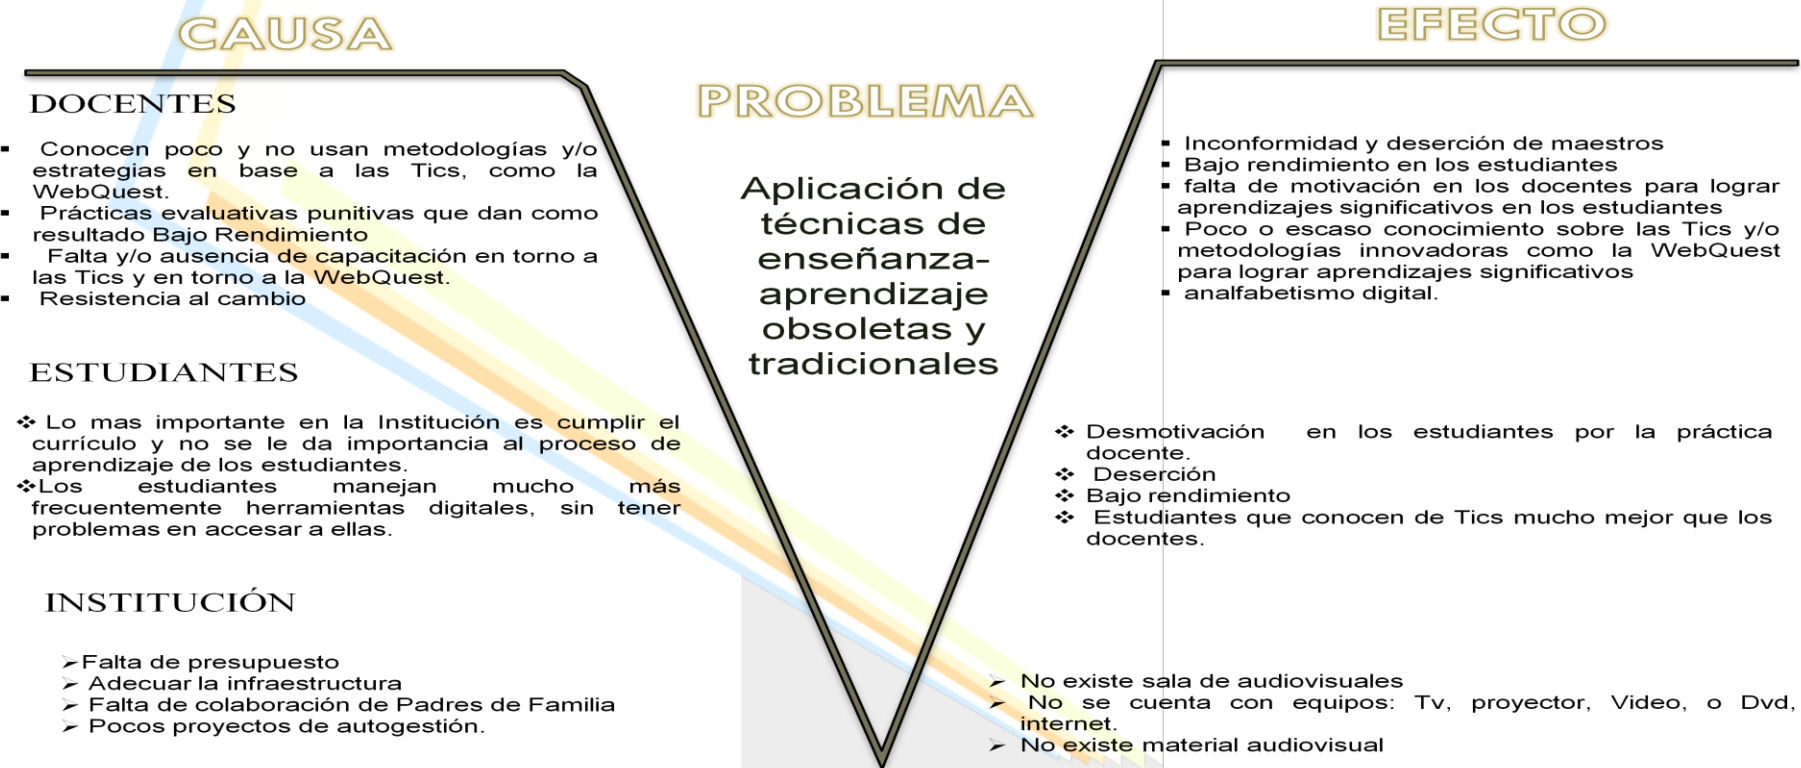 CAUSA
DOCENTES
▪ Conocen poco y no usan metodologías y/o
estrategias en base a las Tics, como la
WebQuest.
▪ Prácticas evaluativas punitivas que dan como
resultado Bajo Rendimiento
▪ Falta y/o ausencia de capacitación en torno a
las Tics y en torno a la WebQuest.
▪ Resistencia al cambio
ESTUDIANTES
❖ Lo mas importante en la Institución es cumplir el
currículo y no se le da importancia al proceso de
aprendizaje de los estudiantes.
❖Los estudiantes manejan mucho más
frecuentemente herramientas digitales, sin tener
problemas en accesar a ellas.
INSTITUCIÓN
➢Falta de presupuesto
➢ Adecuar la infraestructura
➢ Falta de colaboración de Padres de Familia
➢ Pocos proyectos de autogestión.
PROBLEMA
Aplicación de
técnicas de
enseñanza-
aprendizaje
obsoletas y
tradicionales
EFECTO
▪ Inconformidad y deserción de maestros
▪ Bajo rendimiento en los estudiantes
▪ falta de motivación en los docentes para lograr
aprendizajes significativos en los estudiantes
▪ Poco o escaso conocimiento sobre las Tics y/o
metodologías innovadoras como la WebQuest
para lograr aprendizajes significativos
▪ analfabetismo digital.
❖ Desmotivación en los estudiantes por la práctica
docente.
❖ Deserción
❖ Bajo rendimiento
❖ Estudiantes que conocen de Tics mucho mejor que los
docentes.
➢ No existe sala de audiovisuales
➢ No se cuenta con equipos: Tv, proyector, Video, o Dvd,
internet.
➢ No existe material audiovisual